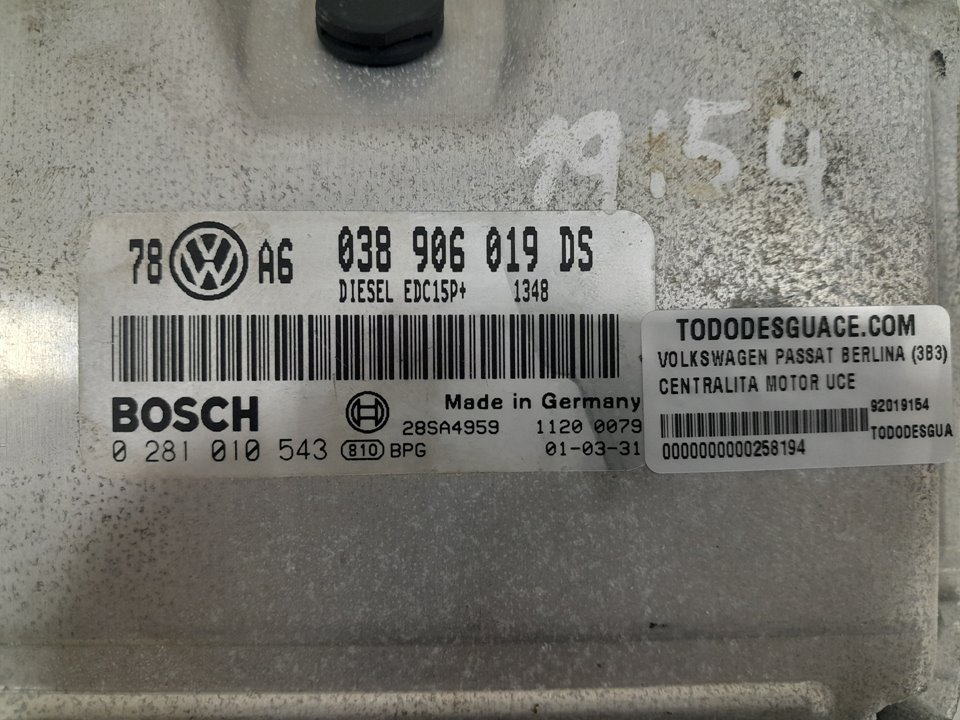 19:54
78 VW A6 038 906 019 DS
DIESEL EDC15P+ 1348
BOSCH
Made in Germany
28SA4959 1120 0079
0 281 010 543 810 BPG 01-03-31
TODODESGUACE.COM
VOLKSWAGEN PASSAT BERLINA (3B3)
CENTRALITA MOTOR UCE
92019154
TODODESGUA
0000000000258194